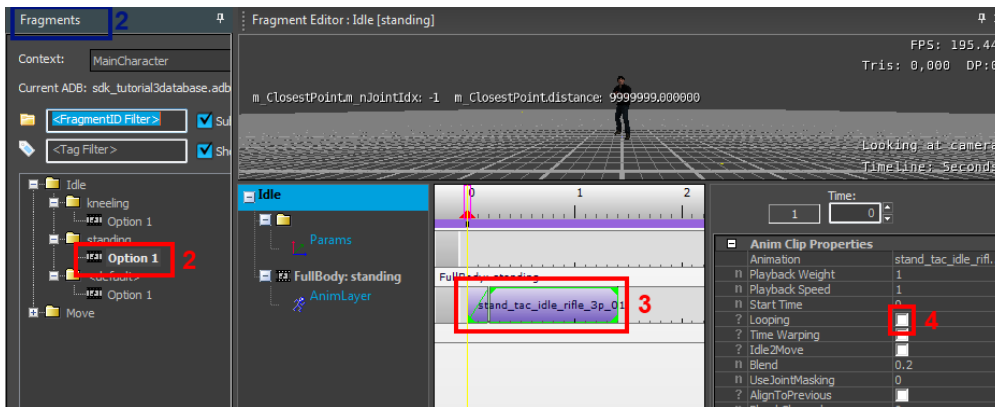 Fragments
2
Fragment Editor : Idle [standing]
Context:
MainCharacter
Current ADB: sdk_tutorial3database.adb
<FragmentID Filter>
Sul
<Tag Filter>
Sho
Idle
kneeling
Option 1
standing
Option 1
2
<default>
Option 1
Move
FPS: 195.44
Tris: 0,000 DP:0
m_ClosestPoint.m_nJointIdx: -1 m_ClosestPoint.distance: 9999999.000000
Looking at camera
Timeline: Seconds
Idle
Params
FullBody: standing
AnimLayer
0 1 2
FullBody: standing
stand_tac_idle_rifle_3p_01
3
Time:
1
0
Anim Clip Properties
Animation stand_tac_idle_rifl.
n Playback Weight 1
n Playback Speed 1
n Start Time 0
? Looping
4
? Time Warping
? Idle2Move
n Blend 0.2
n UseJointMasking 0
? AlignToPrevious